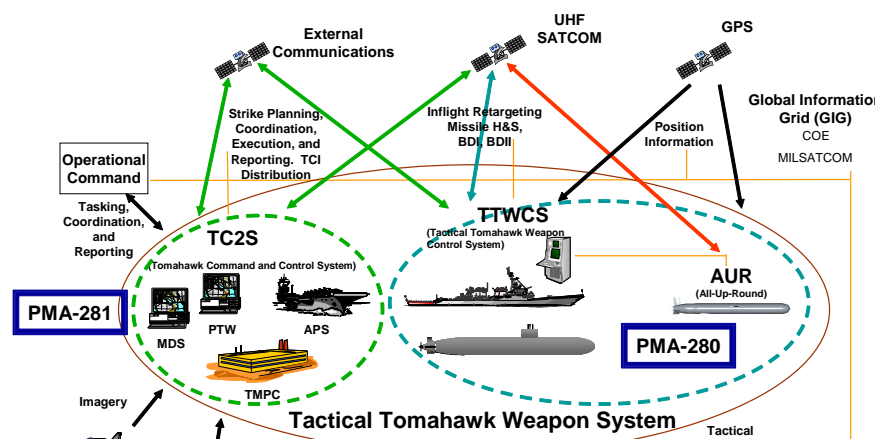 External
Communications
UHF
SATCOM
GPS
Strike Planning,
Coordination,
Execution, and
Reporting. TCI
Distribution
Inflight Retargeting
Missile H&S,
BDI, BDII
Position
Information
Global Information
Grid (GIG)
COE
MILSATCOM
Operational
Command
Tasking,
Coordination,
and
Reporting
TC2S
(Tomahawk Command and Control System)
MDS
PTW
APS
TMPC
PMA-281
TTWCS
(Tactical Tomahawk Weapon
Control System)
AUR
(All-Up-Round)
PMA-280
Imagery
Tactical Tomahawk Weapon System
Tactical